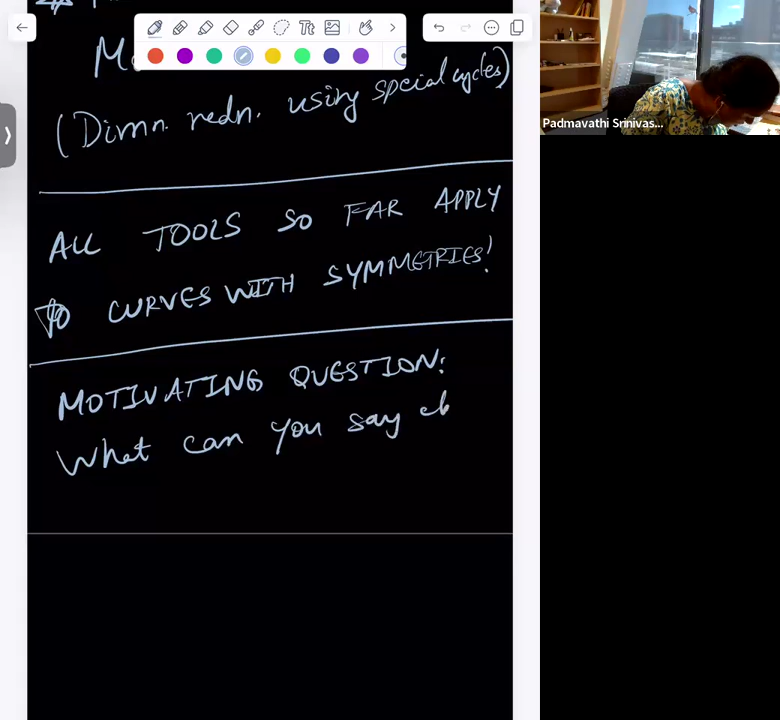 (Dimn. redn. using special cycles)
ALL TOOLS SO FAR APPLY
TO CURVES WITH SYMMETRIES!
MOTIVATING QUESTION:
What can you say ab
Padmavathi Srinivas...